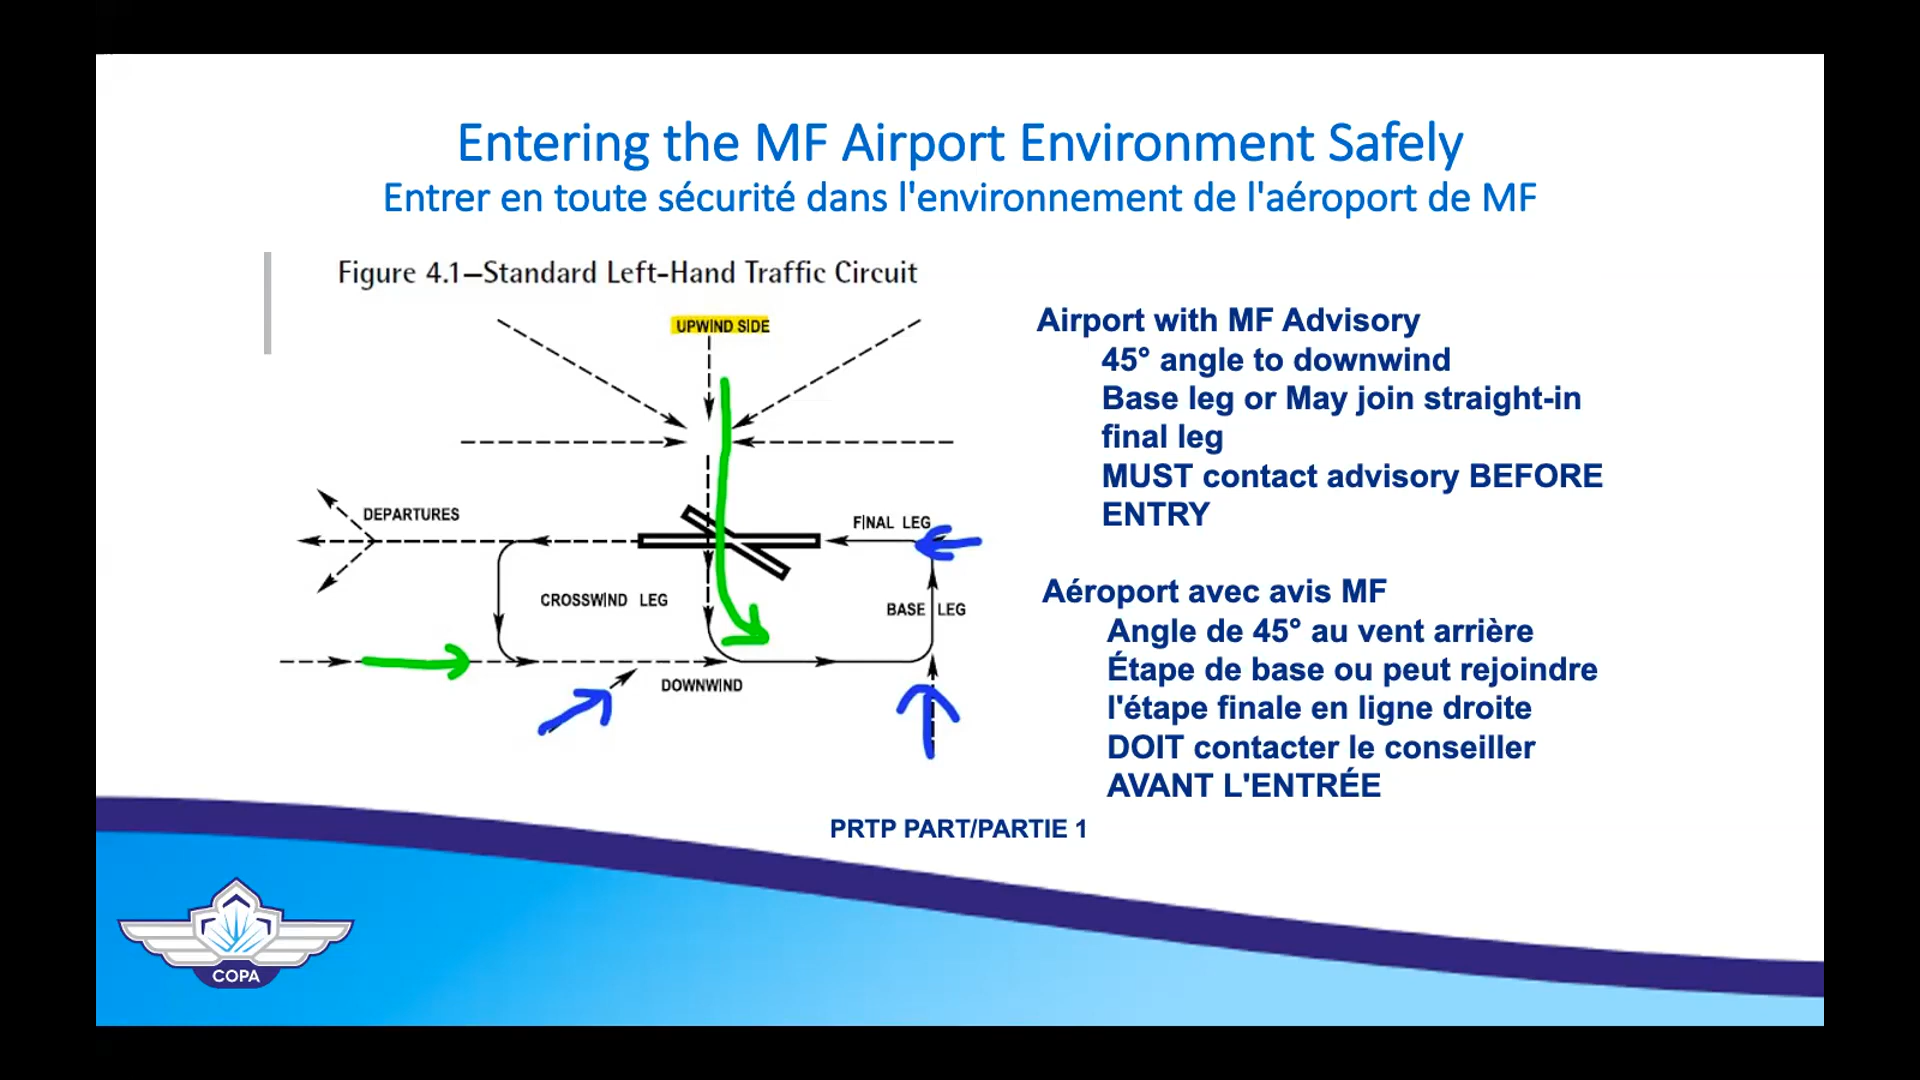 Entering the MF Airport Environment Safely
Entrer en toute sécurité dans l'environnement de l'aéroport de MF
Figure 4.1—Standard Left-Hand Traffic Circuit
UPWIND SIDE
DEPARTURES
FINAL LEG
CROSSWIND LEG
BASE LEG
DOWNWIND
Airport with MF Advisory
45° angle to downwind
Base leg or May join straight-in
final leg
MUST contact advisory BEFORE
ENTRY
Aéroport avec avis MF
Angle de 45° au vent arrière
Étape de base ou peut rejoindre
l'étape finale en ligne droite
DOIT contacter le conseiller
AVANT L'ENTRÉE
PRTP PART/PARTIE 1
COPA